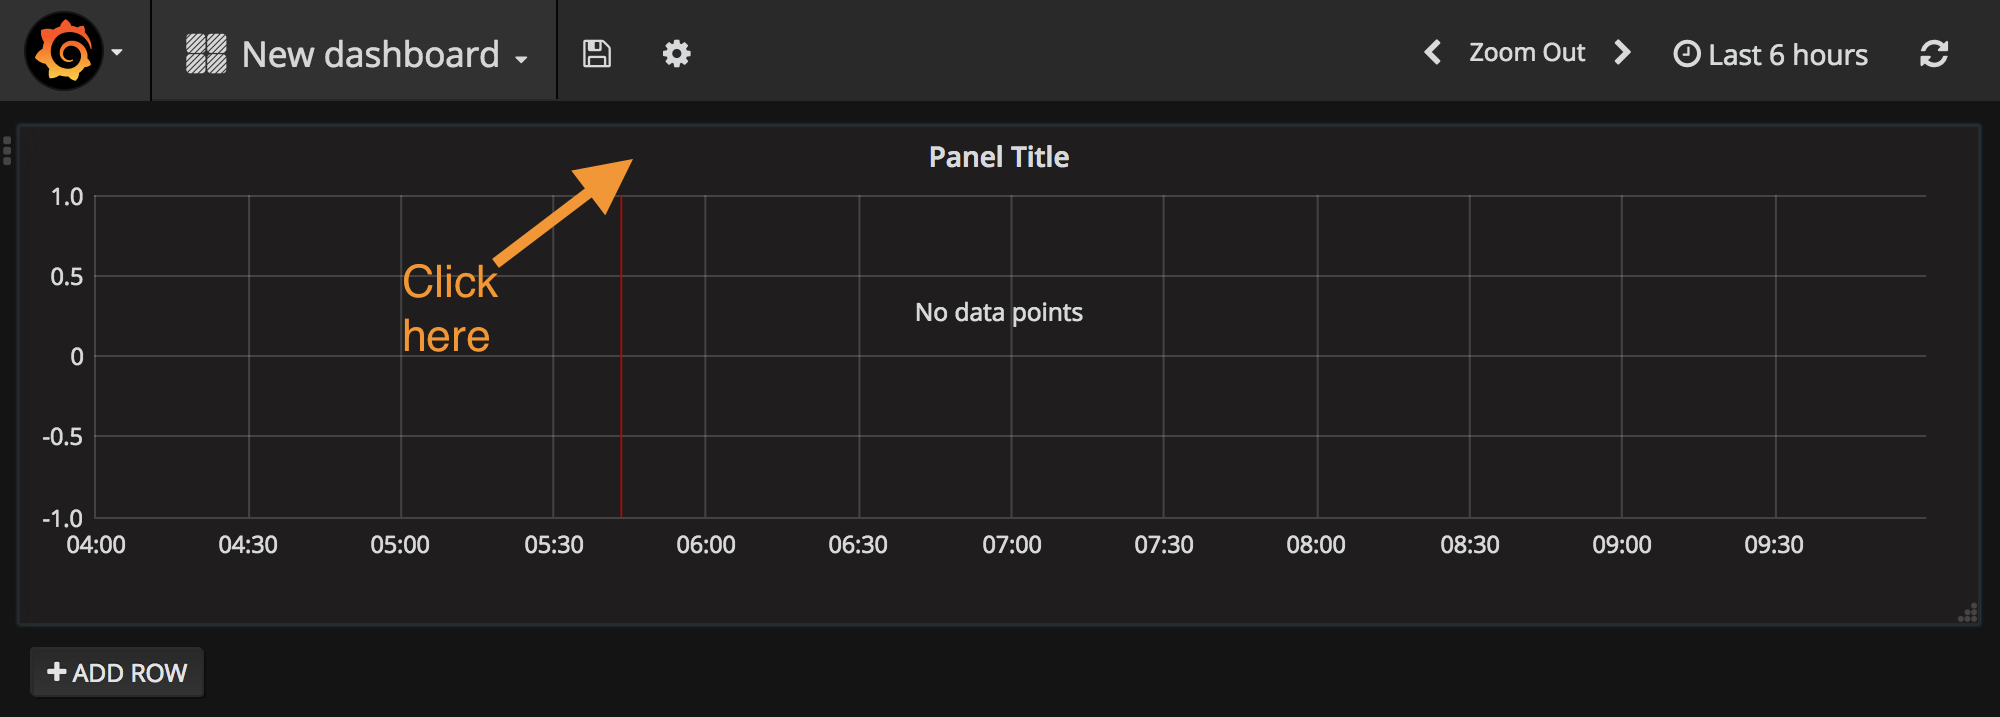 New dashboard
Zoom Out
Last 6 hours
Panel Title
1.0
0.5
0
-0.5
-1.0
Click
here
No data points
04:00 04:30 05:00 05:30 06:00 06:30 07:00 07:30 08:00 08:30 09:00 09:30
+ ADD ROW